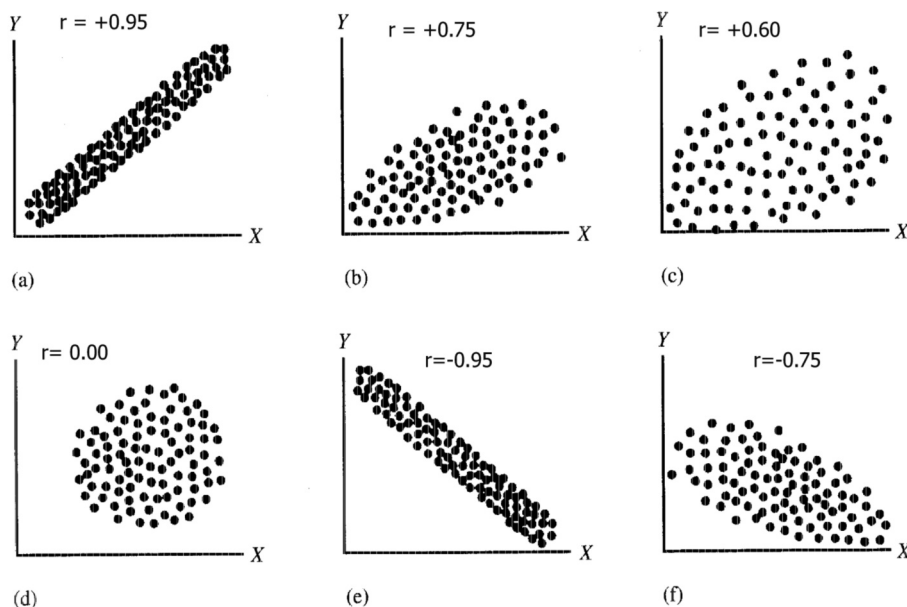 Y r = +0.95
X
(a)
Y r = +0.75
X
(b)
Y r= +0.60
X
(c)
Y r= 0.00
X
(d)
Y r=-0.95
X
(e)
Y r=-0.75
X
(f)